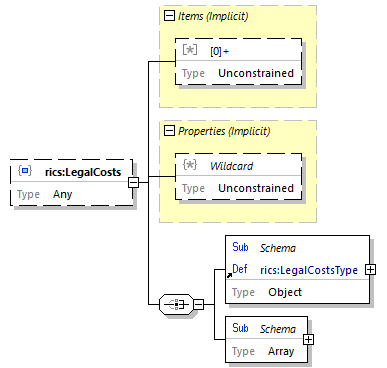 Items (Implicit)
[*] [0]+
Type Unconstrained
Properties (Implicit)
{*} Wildcard
Type Unconstrained
rics:LegalCosts
Type Any
Sub Schema
Def rics:LegalCostsType
Type Object
Sub Schema
Type Array